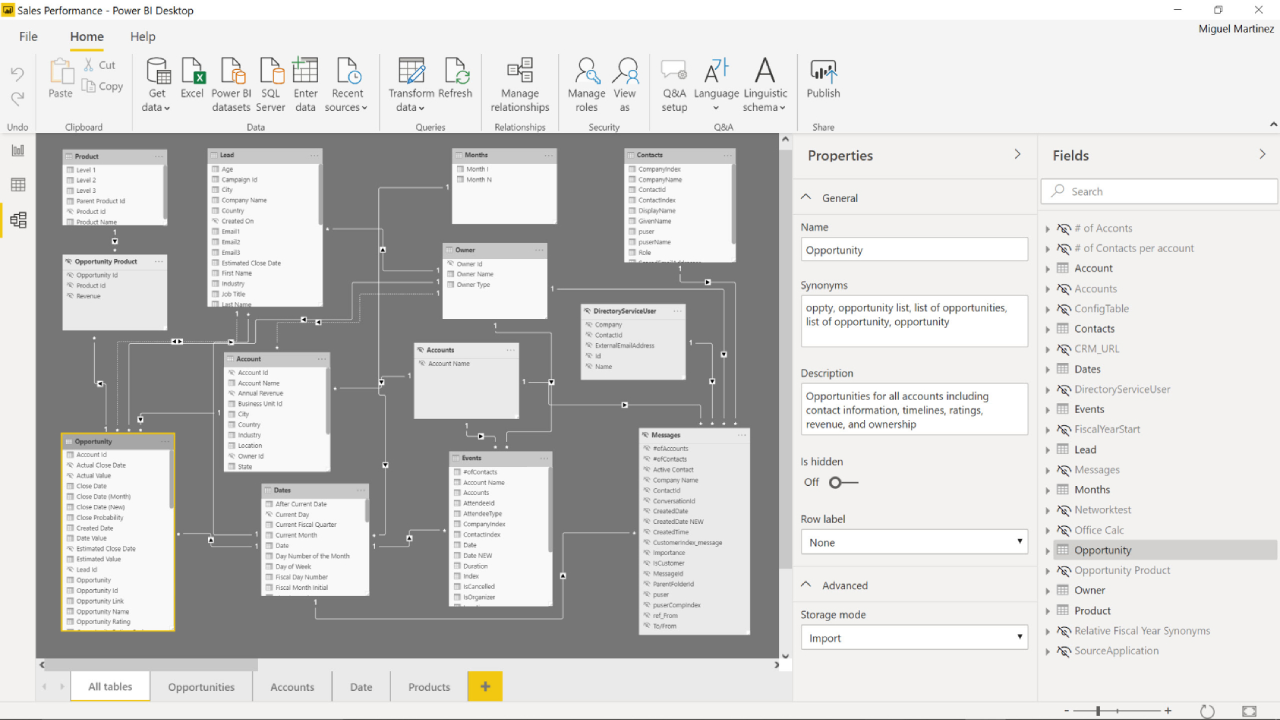 Sales Performance - Power BI Desktop
Miguel Martinez
File Home Help
Cut
Copy
Paste
Get data
Excel
Power BI datasets
SQL Server
Enter data
Recent sources
Transform data
Refresh
Manage relationships
Manage roles
View as
Q&A setup
Language
Linguistic schema
Publish
Undo Clipboard Data Queries Relationships Security Q&A Share
Product
Level 1
Level 2
Level 3
Parent Product Id
Product Id
Product Name
Lead
Age
Campaign Id
City
Company Name
Country
Created On
Email1
Email2
Email3
Estimated Close Date
First Name
Industry
Job Title
Last Name
Months
Month I
Month N
Contacts
CompanyIndex
CompanyName
ContactId
ContactIndex
DisplayName
GivenName
puser
puserName
Role
Opportunity Product
Opportunity Id
Product Id
Revenue
Owner
Owner Id
Owner Name
Owner Type
DirectoryServiceUser
Company
ContactId
ExternalEmailAddress
Id
Name
Account
Account Id
Account Name
Annual Revenue
Business Unit Id
City
Country
Industry
Location
Owner Id
State
Accounts
Account Name
Opportunity
Account Id
Actual Close Date
Actual Value
Close Date
Close Date (Month)
Close Date (New)
Close Probability
Created Date
Date Value
Estimated Close Date
Estimated Value
Lead Id
Opportunity
Opportunity Id
Opportunity Link
Opportunity Name
Opportunity Rating
Dates
After Current Date
Current Day
Current Fiscal Quarter
Current Month
Date
Day Number of the Month
Day of Week
Fiscal Day Number
Fiscal Month Initial
Events
#ofContacts
Account Name
Accounts
AttendeeId
AttendeeType
CompanyIndex
ContactIndex
Date
Date NEW
Duration
Index
IsCancelled
IsOrganizer
Messages
#ofAccounts
#ofContacts
Active Contact
Company Name
ContactId
ConversationId
CreatedDate
CreatedDate NEW
CreatedTime
CustomerIndex_message
Importance
IsCustomer
MessageId
ParentFolderId
puser
puserCompIndex
ref_From
To/From
All tables Opportunities Accounts Date Products +
Properties
General
Name
Opportunity
Synonyms
oppty, opportunity list, list of opportunities,
list of opportunity, opportunity
Description
Opportunities for all accounts including
contact information, timelines, ratings,
revenue, and ownership
Is hidden
Off
Row label
None
Advanced
Storage mode
Import
Fields
Search
# of Acconts
# of Contacts per account
Account
Accounts
ConfigTable
Contacts
CRM_URL
Dates
DirectoryServiceUser
Events
FiscalYearStart
Lead
Messages
Months
Networktest
Office Calc
Opportunity
Opportunity Product
Owner
Product
Relative Fiscal Year Synonyms
SourceApplication